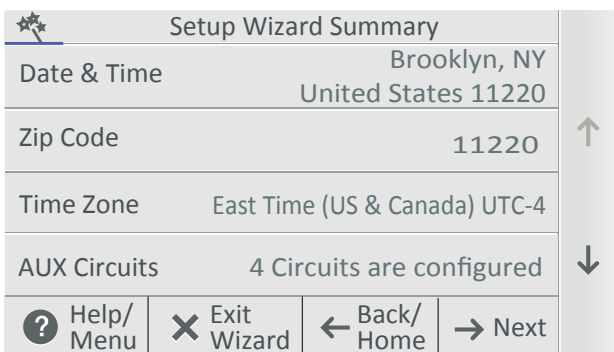 Setup Wizard Summary
Date & Time
Brooklyn, NY
United States 11220
Zip Code
11220
Time Zone
East Time (US & Canada) UTC-4
AUX Circuits
4 Circuits are configured
? Help/
Menu
Exit
Wizard
Back/
Home
Next